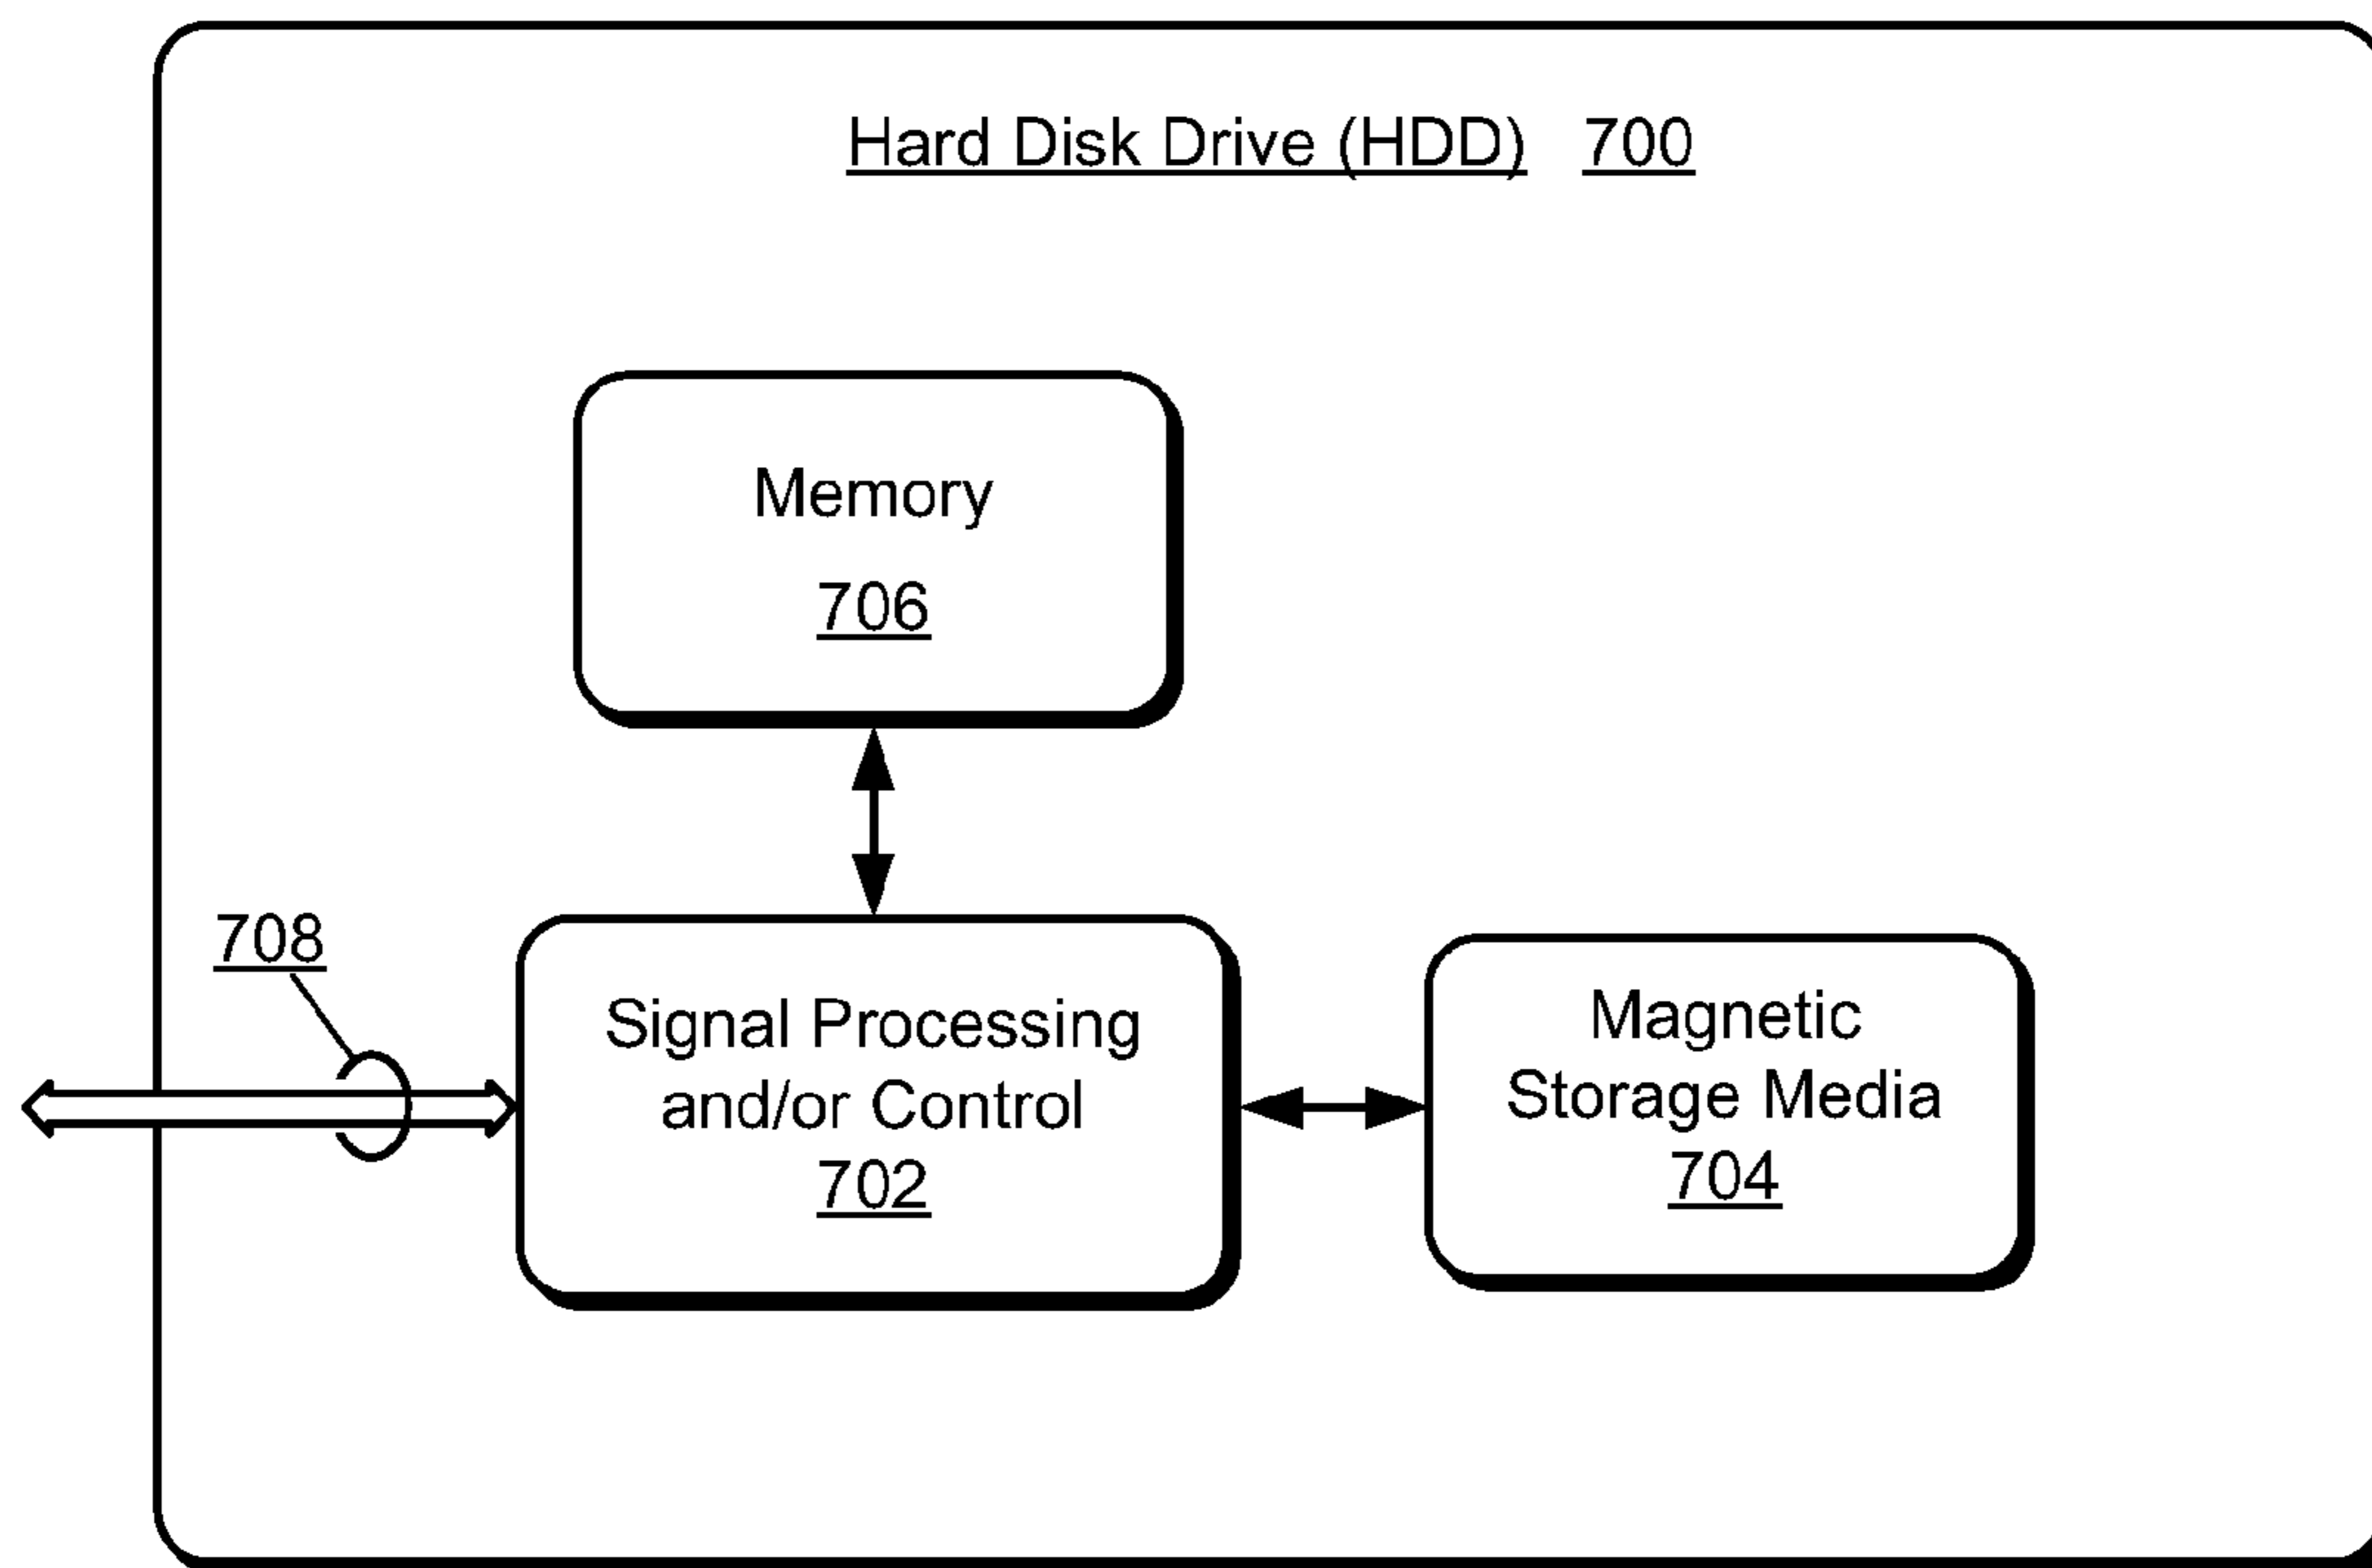 Hard Disk Drive (HDD) 700
Memory
706
708
Signal Processing
and/or Control
702
Magnetic
Storage Media
704